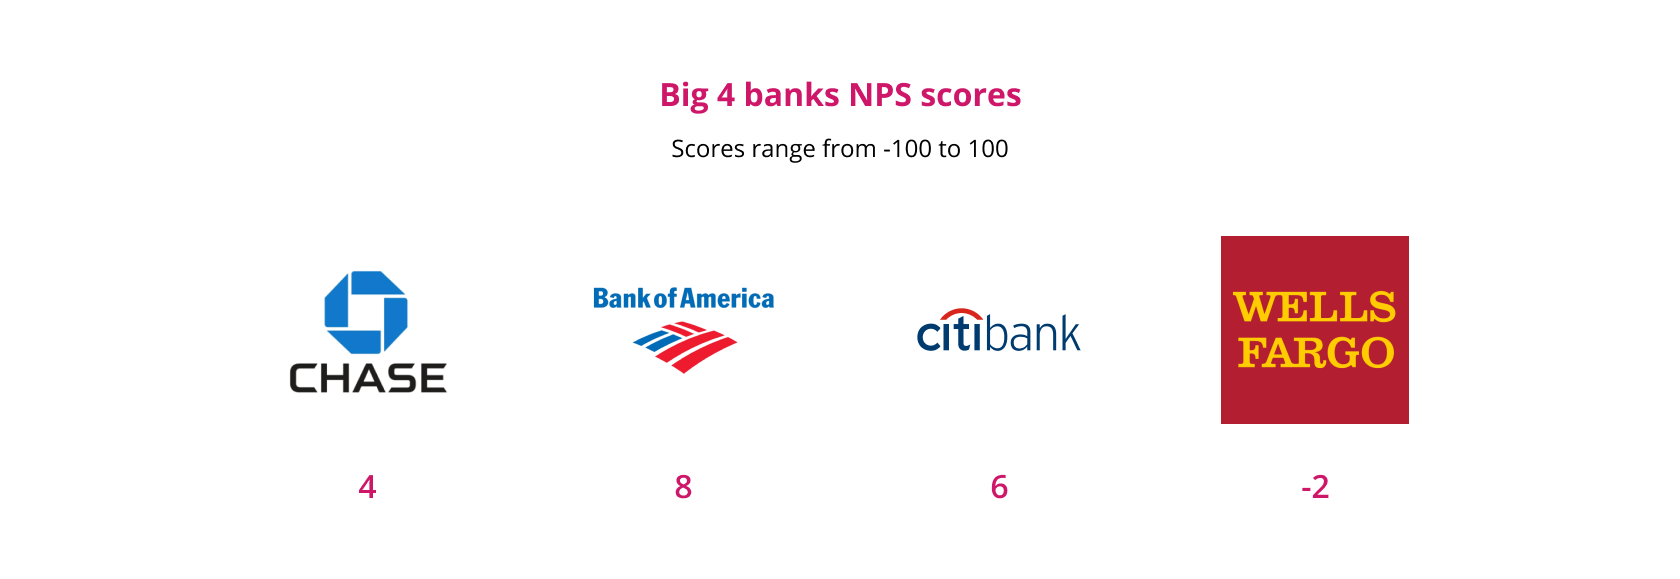 Big 4 banks NPS scores
Scores range from -100 to 100
CHASE
Bank of America
citibank
WELLS
FARGO
4
8
6
-2